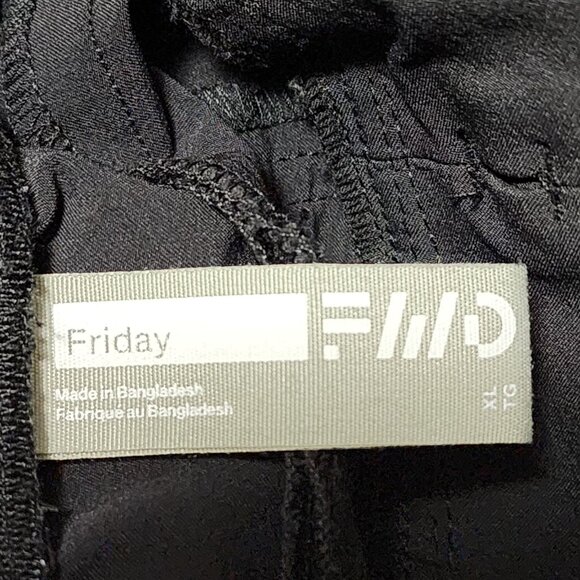 Friday
FWD
Made in Bangladesh
Fabriqué au Bangladesh
XL
TG